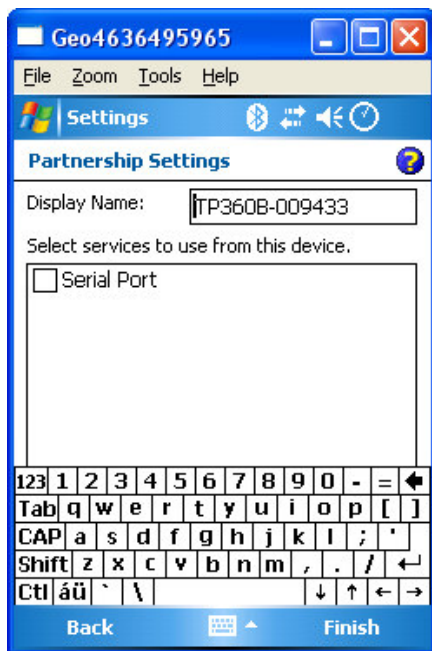 Geo4636495965
File Zoom Tools Help
Settings
Partnership Settings
Display Name: TP360B-009433
Select services to use from this device.
Serial Port
123 1 2 3 4 5 6 7 8 9 0 - = 
Tab q w e r t y u i o p [ ]
CAP a s d f g h j k l ; '
Shift z x c v b n m , . / ↵
Ctl áü ` \ ↓ ↑ ← →
Back Finish